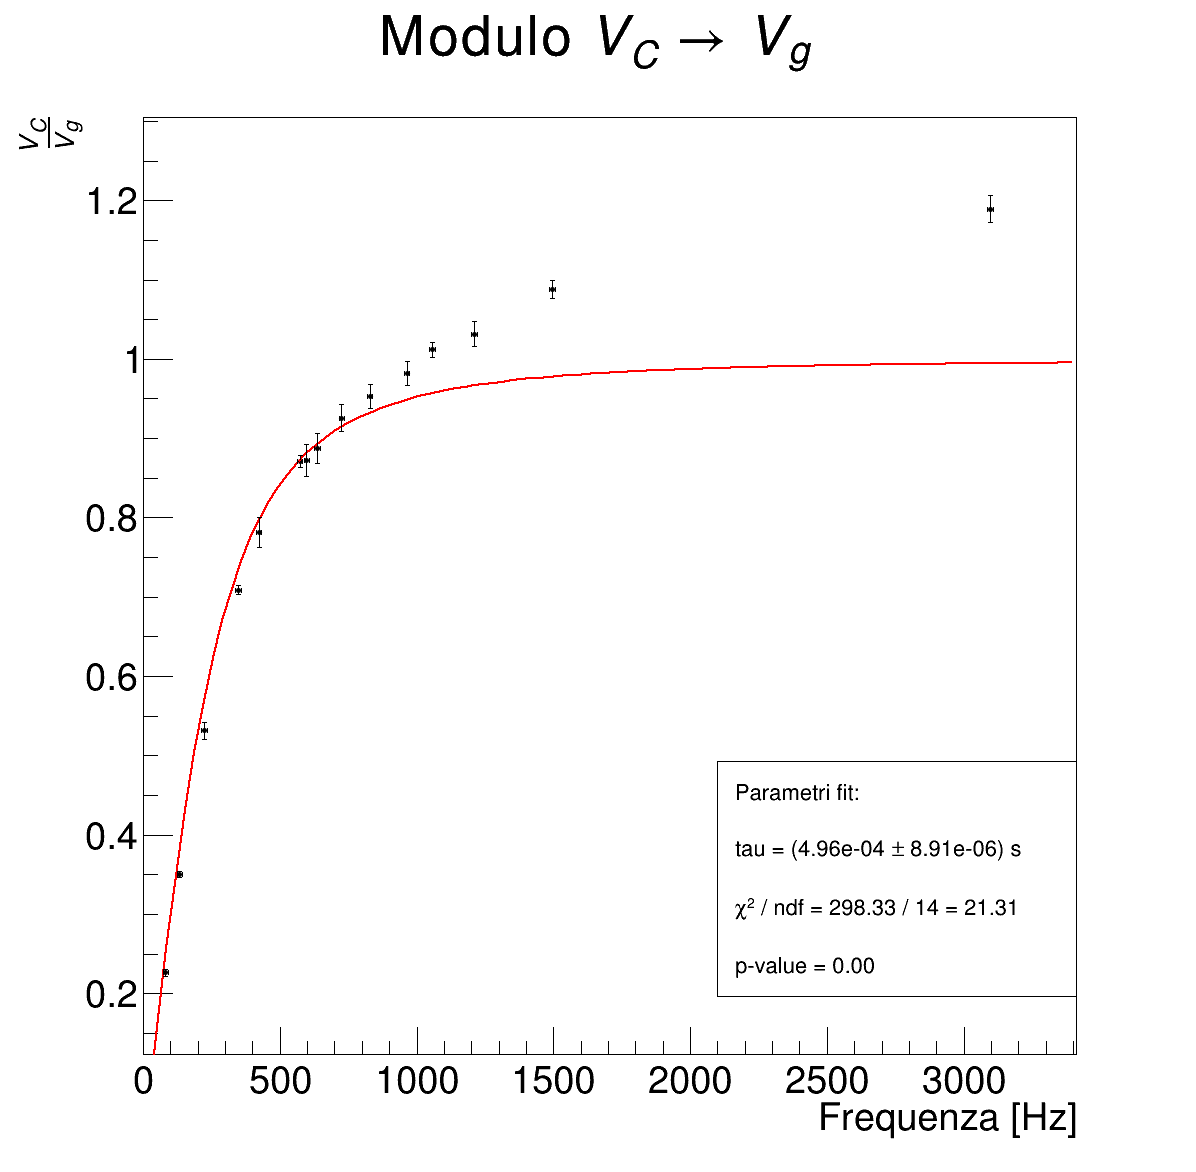 Modulo V_C → V_g
V_C
V_g
1.2
1
0.8
0.6
0.4
0.2
Parametri fit:
tau = (4.96e-04 ± 8.91e-06) s
χ² / ndf = 298.33 / 14 = 21.31
p-value = 0.00
0 500 1000 1500 2000 2500 3000
Frequenza [Hz]